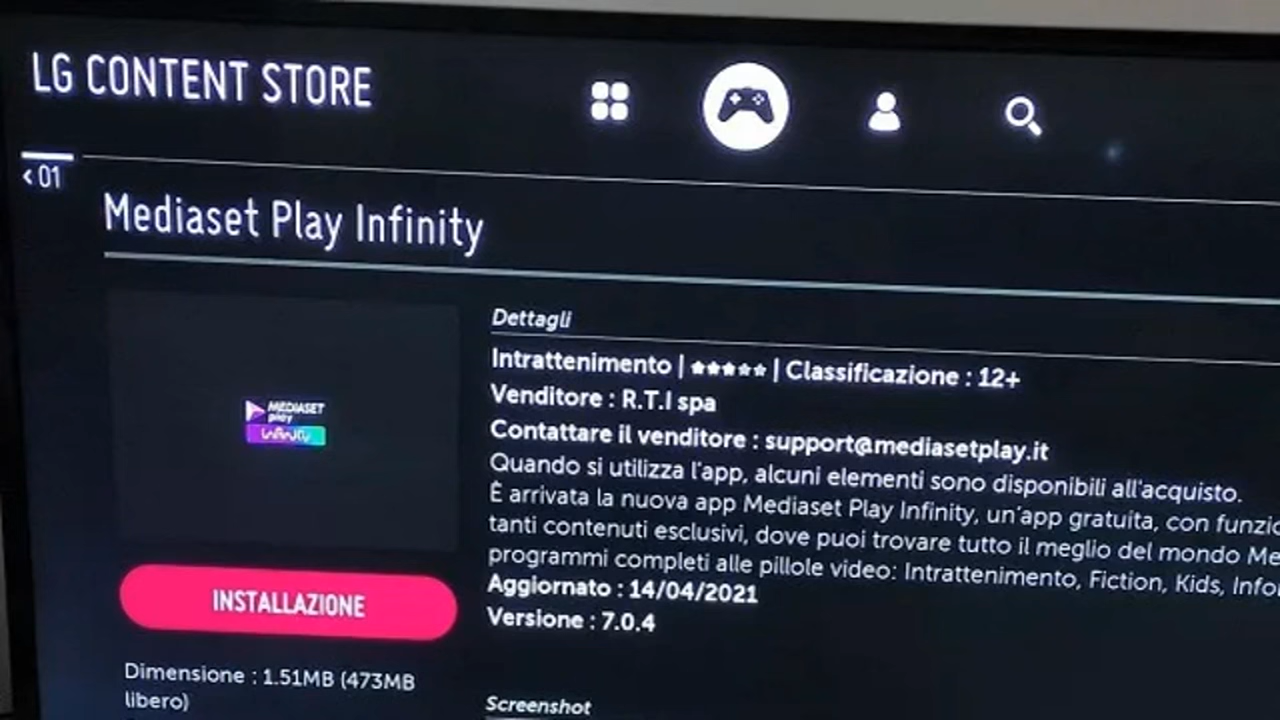 LG CONTENT STORE
<01
Mediaset Play Infinity
MEDIASET
play
INFINITY
Dettagli
Intrattenimento | ★★★★★ | Classificazione : 12+
Venditore : R.T.I spa
Contattare il venditore : support@mediasetplay.it
Quando si utilizza l'app, alcuni elementi sono disponibili all'acquisto.
È arrivata la nuova app Mediaset Play Infinity, un'app gratuita, con funzio
tanti contenuti esclusivi, dove puoi trovare tutto il meglio del mondo Me
programmi completi alle pillole video: Intrattenimento, Fiction, Kids, Info
Aggiornato : 14/04/2021
Versione : 7.0.4
INSTALLAZIONE
Dimensione : 1.51MB (473MB
libero)
Screenshot